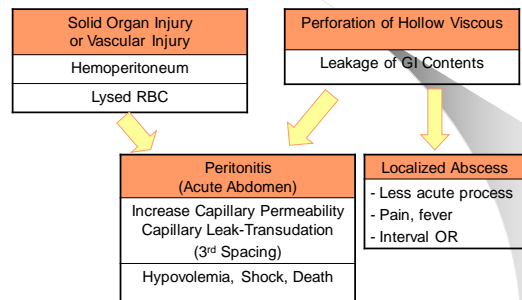 Solid Organ Injury
or Vascular Injury
Hemoperitoneum
Lysed RBC
Perforation of Hollow Viscous
Leakage of GI Contents
Peritonitis
(Acute Abdomen)
Increase Capillary Permeability
Capillary Leak-Transudation
(3rd Spacing)
Hypovolemia, Shock, Death
Localized Abscess
- Less acute process
- Pain, fever
- Interval OR